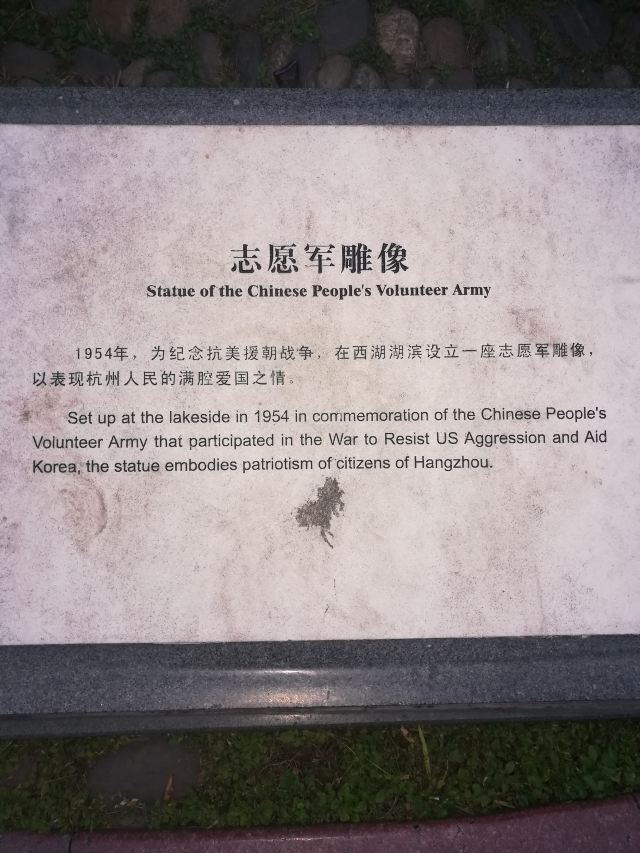 志愿军雕像
Statue of the Chinese People's Volunteer Army
1954年，为纪念抗美援朝战争，在西湖湖滨设立一座志愿军雕像，
以表现杭州人民的满腔爱国之情。
Set up at the lakeside in 1954 in commemoration of the Chinese People's
Volunteer Army that participated in the War to Resist US Aggression and Aid
Korea, the statue embodies patriotism of citizens of Hangzhou.